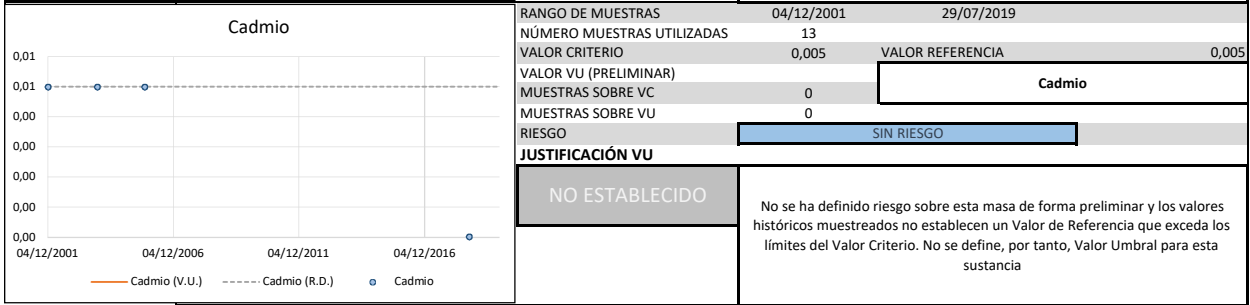 Cadmio
0,01
0,01
0,00
0,00
0,00
0,00
0,00
04/12/2001 04/12/2006 04/12/2011 04/12/2016
Cadmio (V.U.) Cadmio (R.D.) Cadmio
RANGO DE MUESTRAS 04/12/2001 29/07/2019
NÚMERO MUESTRAS UTILIZADAS 13
VALOR CRITERIO 0,005 VALOR REFERENCIA 0,005
VALOR VU (PRELIMINAR)
Cadmio
MUESTRAS SOBRE VC 0
MUESTRAS SOBRE VU 0
RIESGO SIN RIESGO
JUSTIFICACIÓN VU
NO ESTABLECIDO
No se ha definido riesgo sobre esta masa de forma preliminar y los valores
históricos muestreados no establecen un Valor de Referencia que exceda los
límites del Valor Criterio. No se define, por tanto, Valor Umbral para esta
sustancia